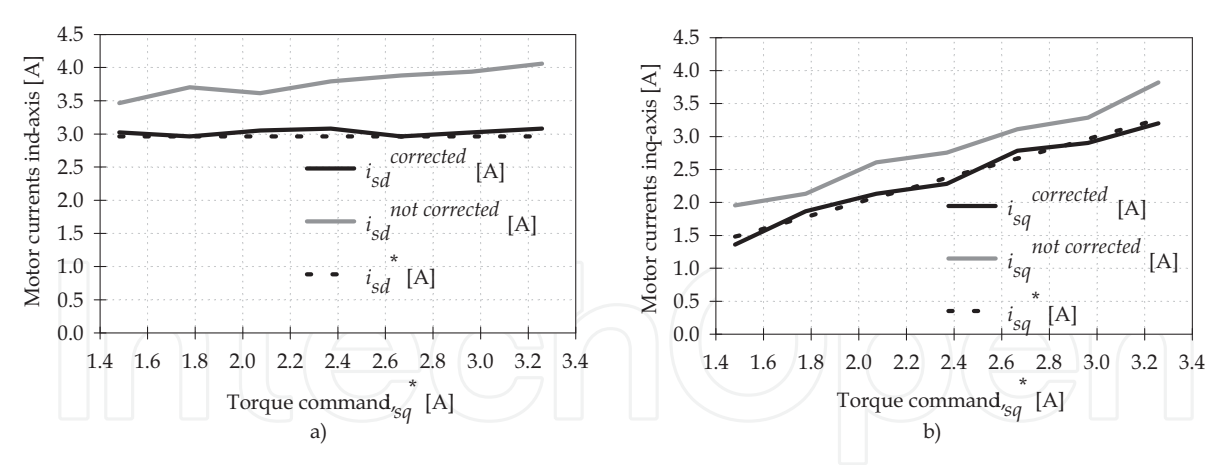 Motor currents ind-axis [A]
4.5
4.0
3.5
3.0
2.5
2.0
1.5
1.0
0.5
0.0
i_sd^corrected [A]
i_sd^not corrected [A]
i_sd^* [A]
1.4 1.6 1.8 2.0 2.2 2.4 2.6 2.8 3.0 3.2 3.4
Torque command,_sq^* [A]
a)
Motor currents inq-axis [A]
4.5
4.0
3.5
3.0
2.5
2.0
1.5
1.0
0.5
0.0
i_sq^corrected [A]
i_sq^not corrected [A]
i_sq^* [A]
1.4 1.6 1.8 2.0 2.2 2.4 2.6 2.8 3.0 3.2 3.4
Torque command,_sq^* [A]
b)
IntechOpen